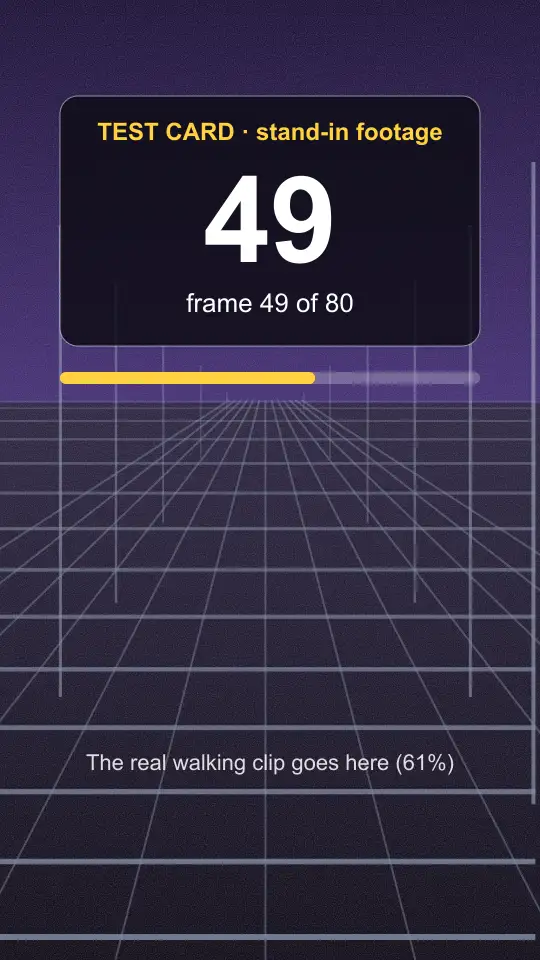 TEST CARD · stand-in footage
49
frame 49 of 80
The real walking clip goes here (61%)